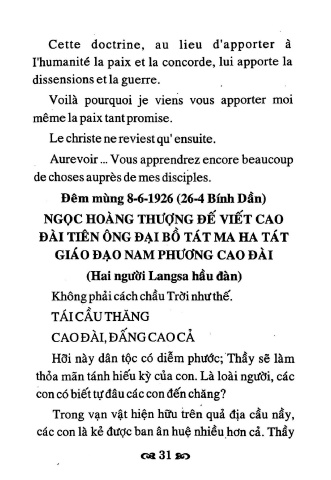 Cette doctrine, au lieu d'apporter à
I'humanité la paix et la concorde, lui apporte la
dissensions et la guerre.
Voilà pourquoi je viens vous apporter moi
même la paix tant promise.
Le christe ne reviest qu' ensuite.
Aurevoir ... Vous apprendrez encore beaucoup
de choses auprès de mes disciples.
Đêm mùng 8-6-1926 (26-4 Bính Dần)
NGỌC HOÀNG THƯỢNG ĐẾ VIẾT CAO
ĐÀI TIÊN ÔNG ĐẠI BỒ TÁT MA HA TÁT
GIÁO ĐẠO NAM PHƯƠNG CAO ĐÀI
(Hai người Langsa hầu đàn)
Không phải cách chầu Trời như thế.
TÁI CẦU THĂNG
CAO ĐÀI, ĐẤNG CAO CẢ
Hỡi này dân tộc có diễm phước; Thầy sẽ làm
thỏa mãn tánh hiếu kỳ của con. Là loài người, các
con có biết tự đâu các con đến chăng?
Trong vạn vật hiện hữu trên quả địa cầu nầy,
các con là kẻ được ban ân huệ nhiều hơn cả. Thầy
31